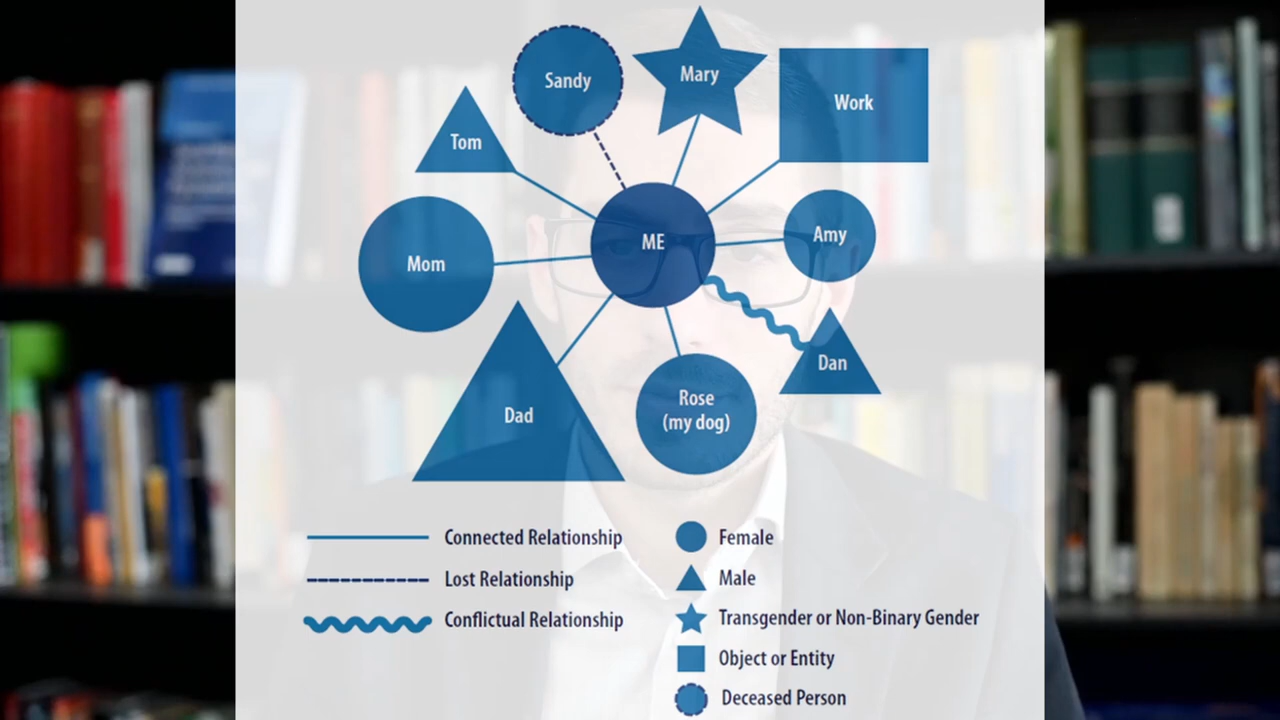 Sandy
Mary
Work
Tom
ME
Amy
Mom
Dan
Rose
(my dog)
Dad
Connected Relationship
Lost Relationship
Conflictual Relationship
Female
Male
Transgender or Non-Binary Gender
Object or Entity
Deceased Person